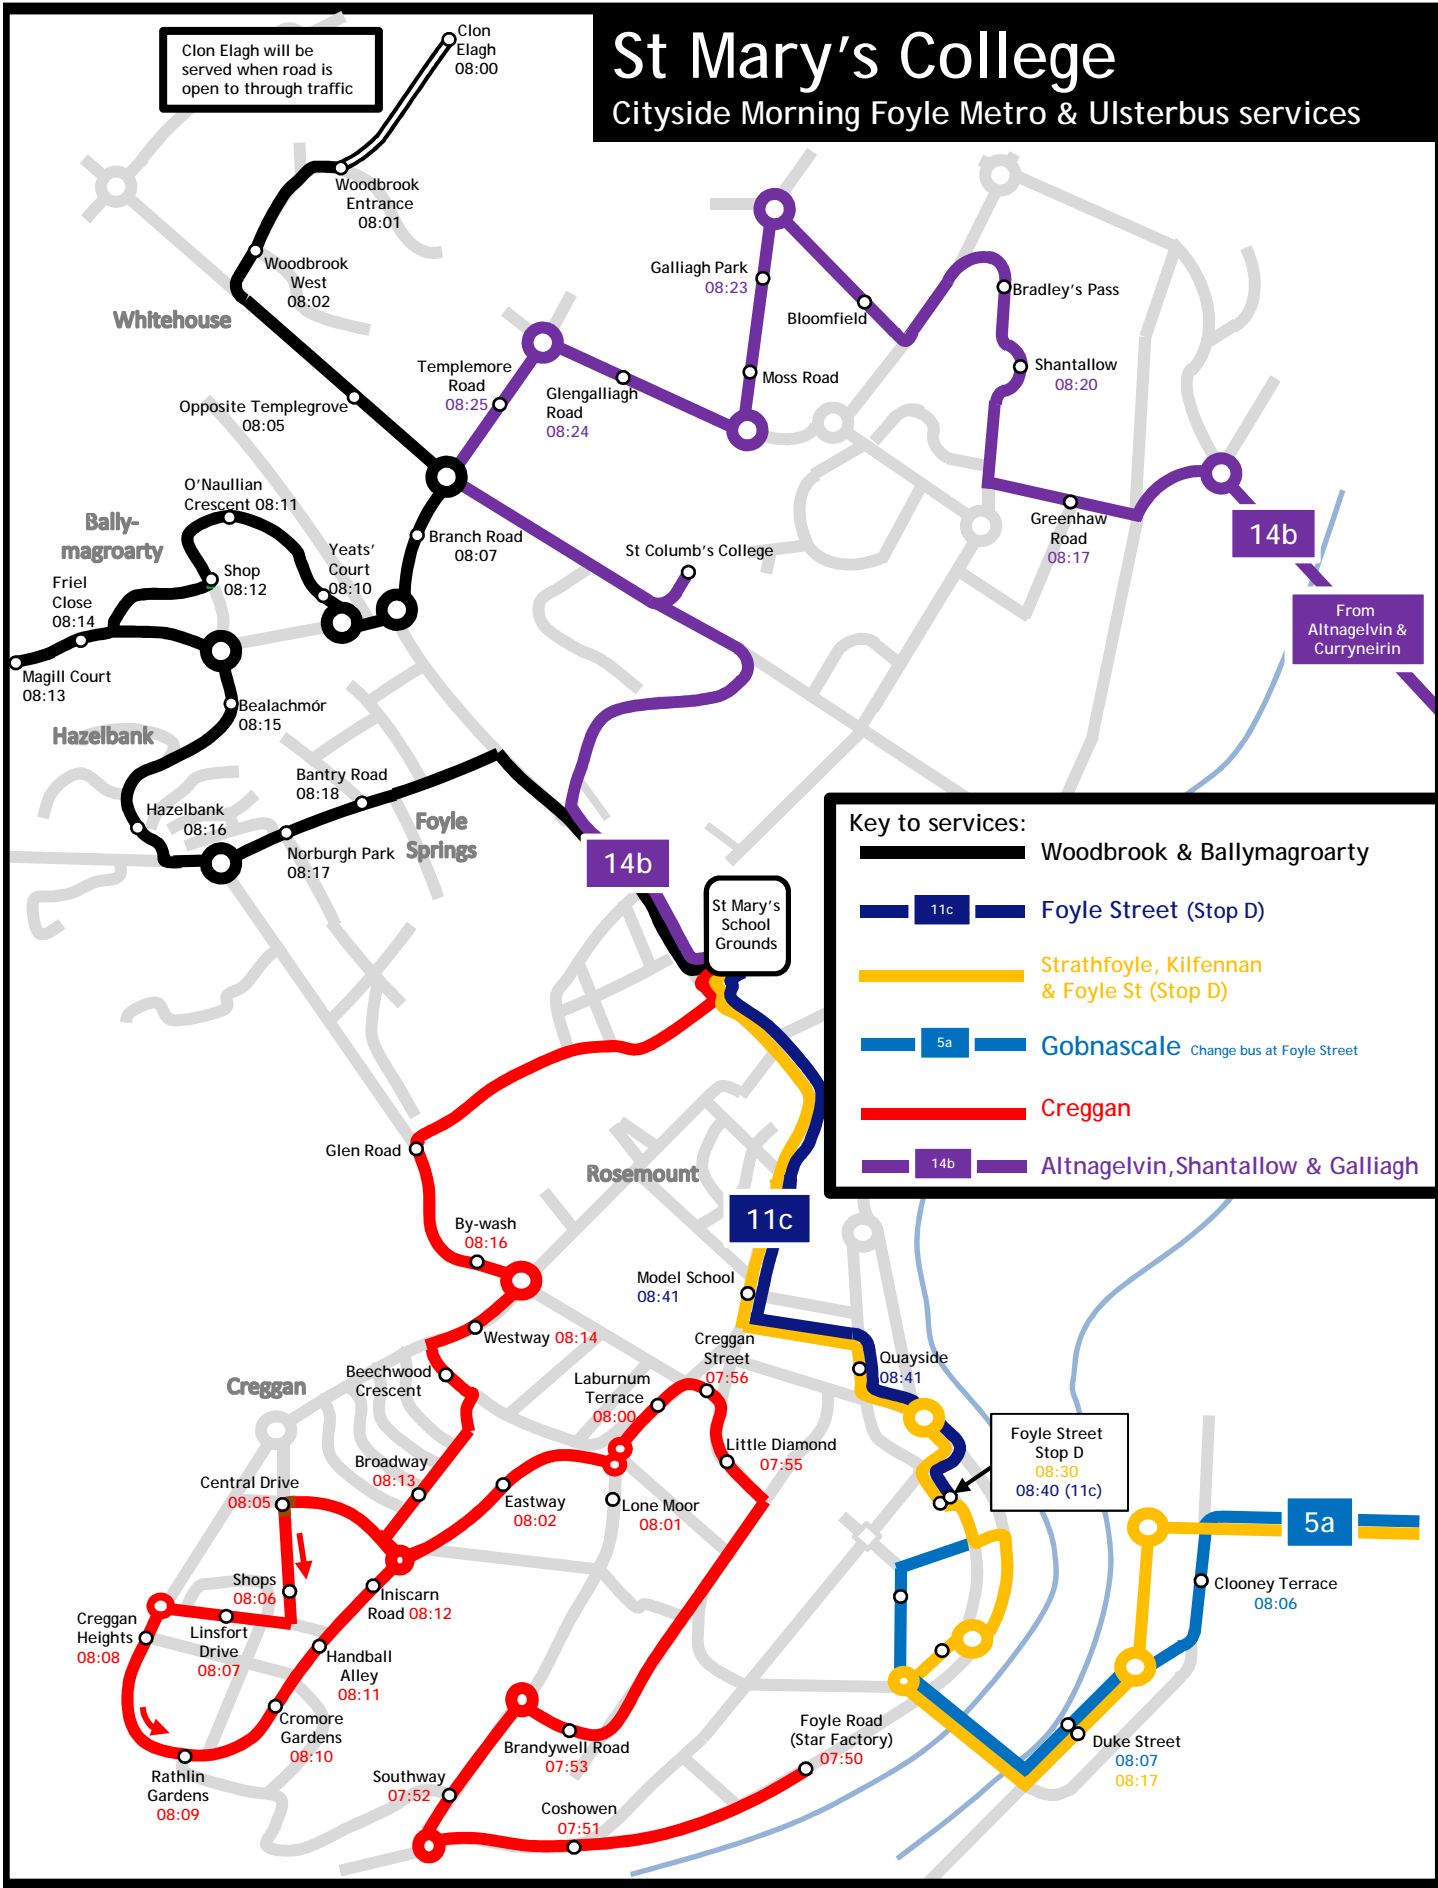 St Mary's College
Cityside Morning Foyle Metro & Ulsterbus services
Clon Elagh will be
served when road is
open to through traffic
Clon
Elagh
08:00
Woodbrook
Entrance
08:01
Woodbrook
West
08:02
Whitehouse
Opposite Templegrove
08:05
Templemore
Road
08:25
Glengalliagh
Road
08:24
Galliagh Park
08:23
Moss Road
Bloomfield
Bradley's Pass
Shantallow
08:20
Greenhaw
Road
08:17
14b
From
Altnagelvin &
Curryneirin
O'Naullian
Crescent 08:11
Bally-
magroarty
Yeats'
Court
08:10
Branch Road
08:07
Shop
08:12
Friel
Close
08:14
Magill Court
08:13
St Columb's College
Bealachmór
08:15
Hazelbank
Hazelbank
08:16
Bantry Road
08:18
Norburgh Park
08:17
Foyle
Springs
14b
St Mary's
School
Grounds
Key to services:
Woodbrook & Ballymagroarty
11c
Foyle Street (Stop D)
Strathfoyle, Kilfennan
& Foyle St (Stop D)
5a
Gobnascale Change bus at Foyle Street
Creggan
14b
Altnagelvin,Shantallow & Galliagh
Glen Road
Rosemount
By-wash
08:16
11c
Model School
08:41
Westway 08:14
Creggan
Street
07:56
Quayside
08:41
Beechwood
Crescent
Creggan
Laburnum
Terrace
08:00
Little Diamond
07:55
Foyle Street
Stop D
08:30
08:40 (11c)
Broadway
08:13
Central Drive
08:05
Eastway
08:02
Lone Moor
08:01
5a
Clooney Terrace
08:06
Shops
08:06
Iniscarn
Road 08:12
Creggan
Heights
08:08
Linsfort
Drive
08:07
Handball
Alley
08:11
Cromore
Gardens
08:10
Rathlin
Gardens
08:09
Brandywell Road
07:53
Southway
07:52
Foyle Road
(Star Factory)
07:50
Coshowen
07:51
Duke Street
08:07
08:17